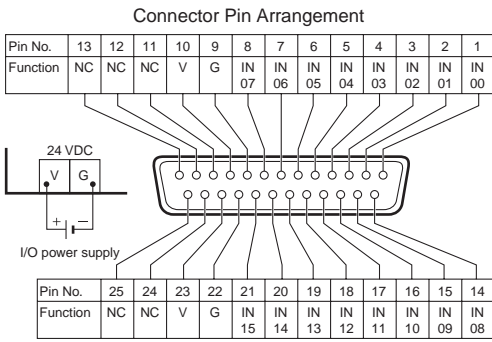 Connector Pin Arrangement
Pin No. 13 12 11 10 9 8 7 6 5 4 3 2 1
Function NC NC NC V G IN 07 IN 06 IN 05 IN 04 IN 03 IN 02 IN 01 IN 00
24 VDC
V G
+ −
I/O power supply
Pin No. 25 24 23 22 21 20 19 18 17 16 15 14
Function NC NC V G IN 15 IN 14 IN 13 IN 12 IN 11 IN 10 IN 09 IN 08